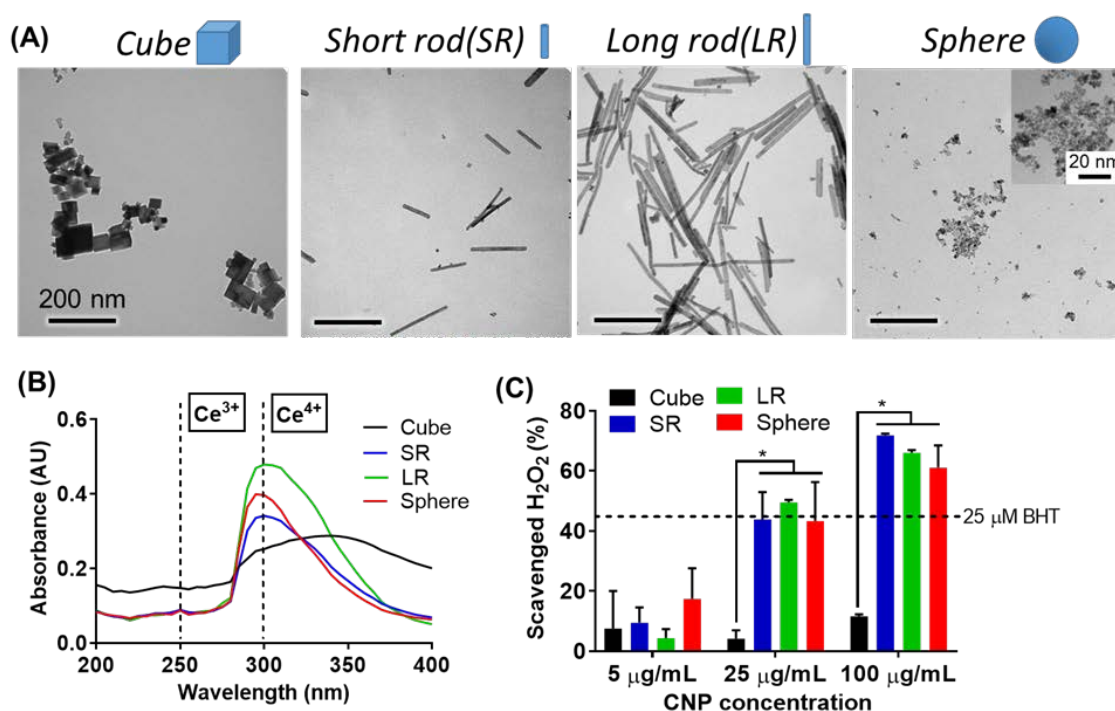 (A)
Cube
Short rod(SR)
Long rod(LR)
Sphere
200 nm
20 nm
(B)
Ce³⁺
Ce⁴⁺
Cube
SR
LR
Sphere
Absorbance (AU)
0.6
0.4
0.2
0.0
200 250 300 350 400
Wavelength (nm)
(C)
Cube
LR
SR
Sphere
Scavenged H₂O₂ (%)
80
60
40
20
0
*
*
25 μM BHT
5 μg/mL 25 μg/mL 100 μg/mL
CNP concentration